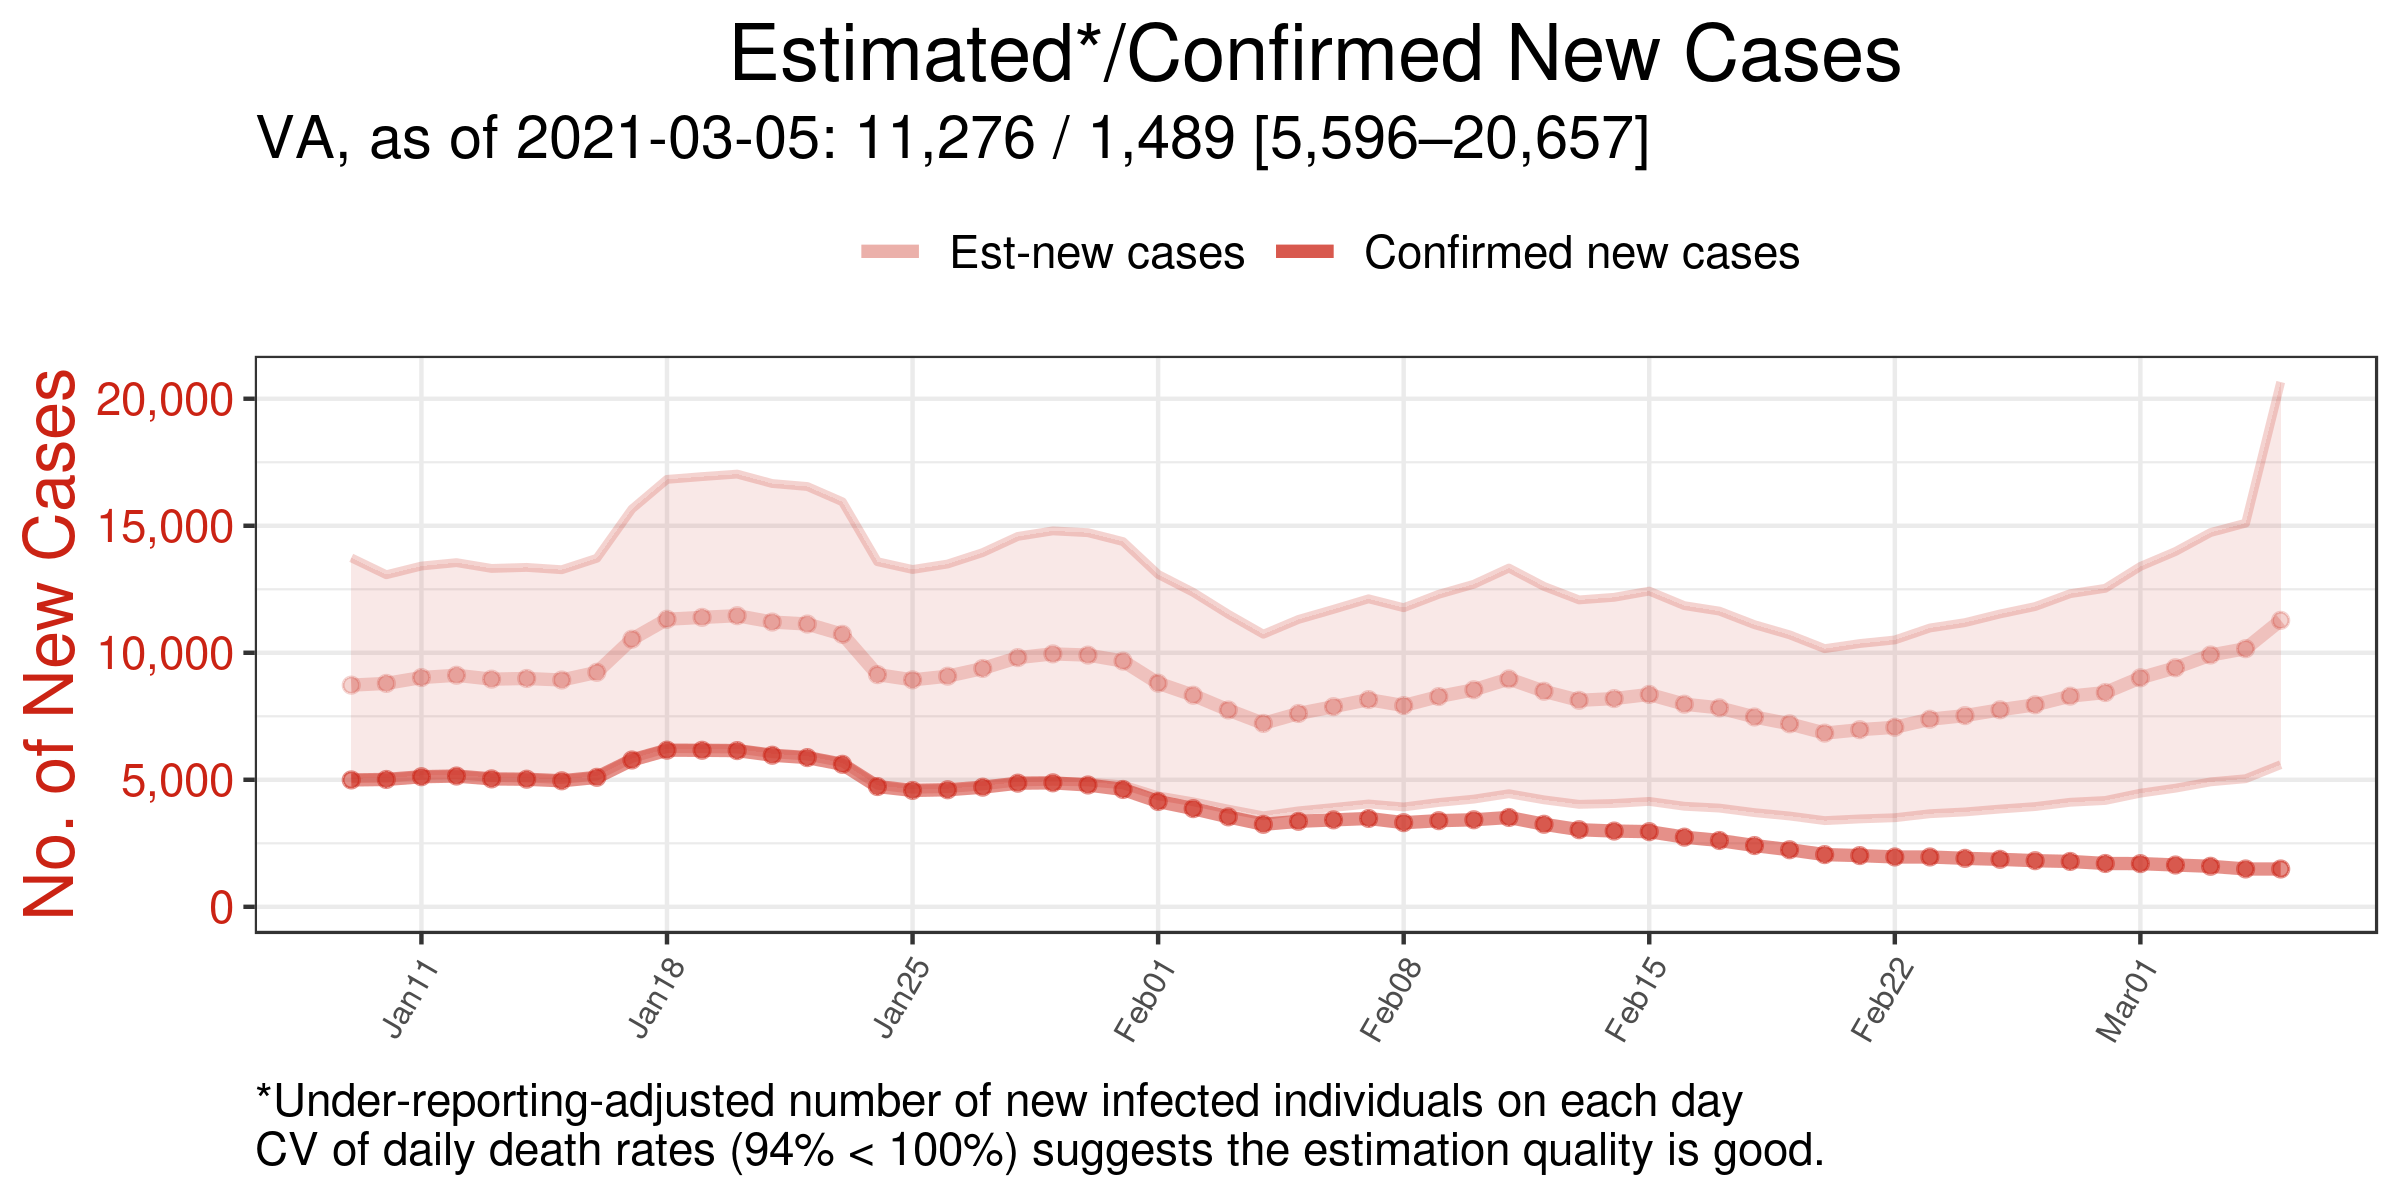 Estimated*/Confirmed New Cases
VA, as of 2021-03-05: 11,276 / 1,489 [5,596–20,657]
Est-new cases
Confirmed new cases
No. of New Cases
20,000
15,000
10,000
5,000
0
Jan11
Jan18
Jan25
Feb01
Feb08
Feb15
Feb22
Mar01
*Under-reporting-adjusted number of new infected individuals on each day
CV of daily death rates (94% < 100%) suggests the estimation quality is good.